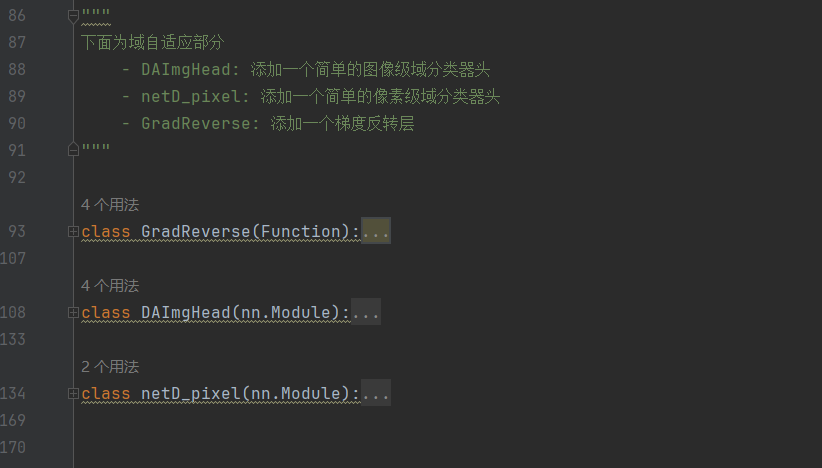 86 """
87 下面为域自适应部分
88 - DAImgHead: 添加一个简单的图像级域分类器头
89 - netD_pixel: 添加一个简单的像素级域分类器头
90 - GradReverse: 添加一个梯度反转层
91 """
92
4 个用法
93 class GradReverse(Function):...
107
4 个用法
108 class DAImgHead(nn.Module):...
133
2 个用法
134 class netD_pixel(nn.Module):...
169
170